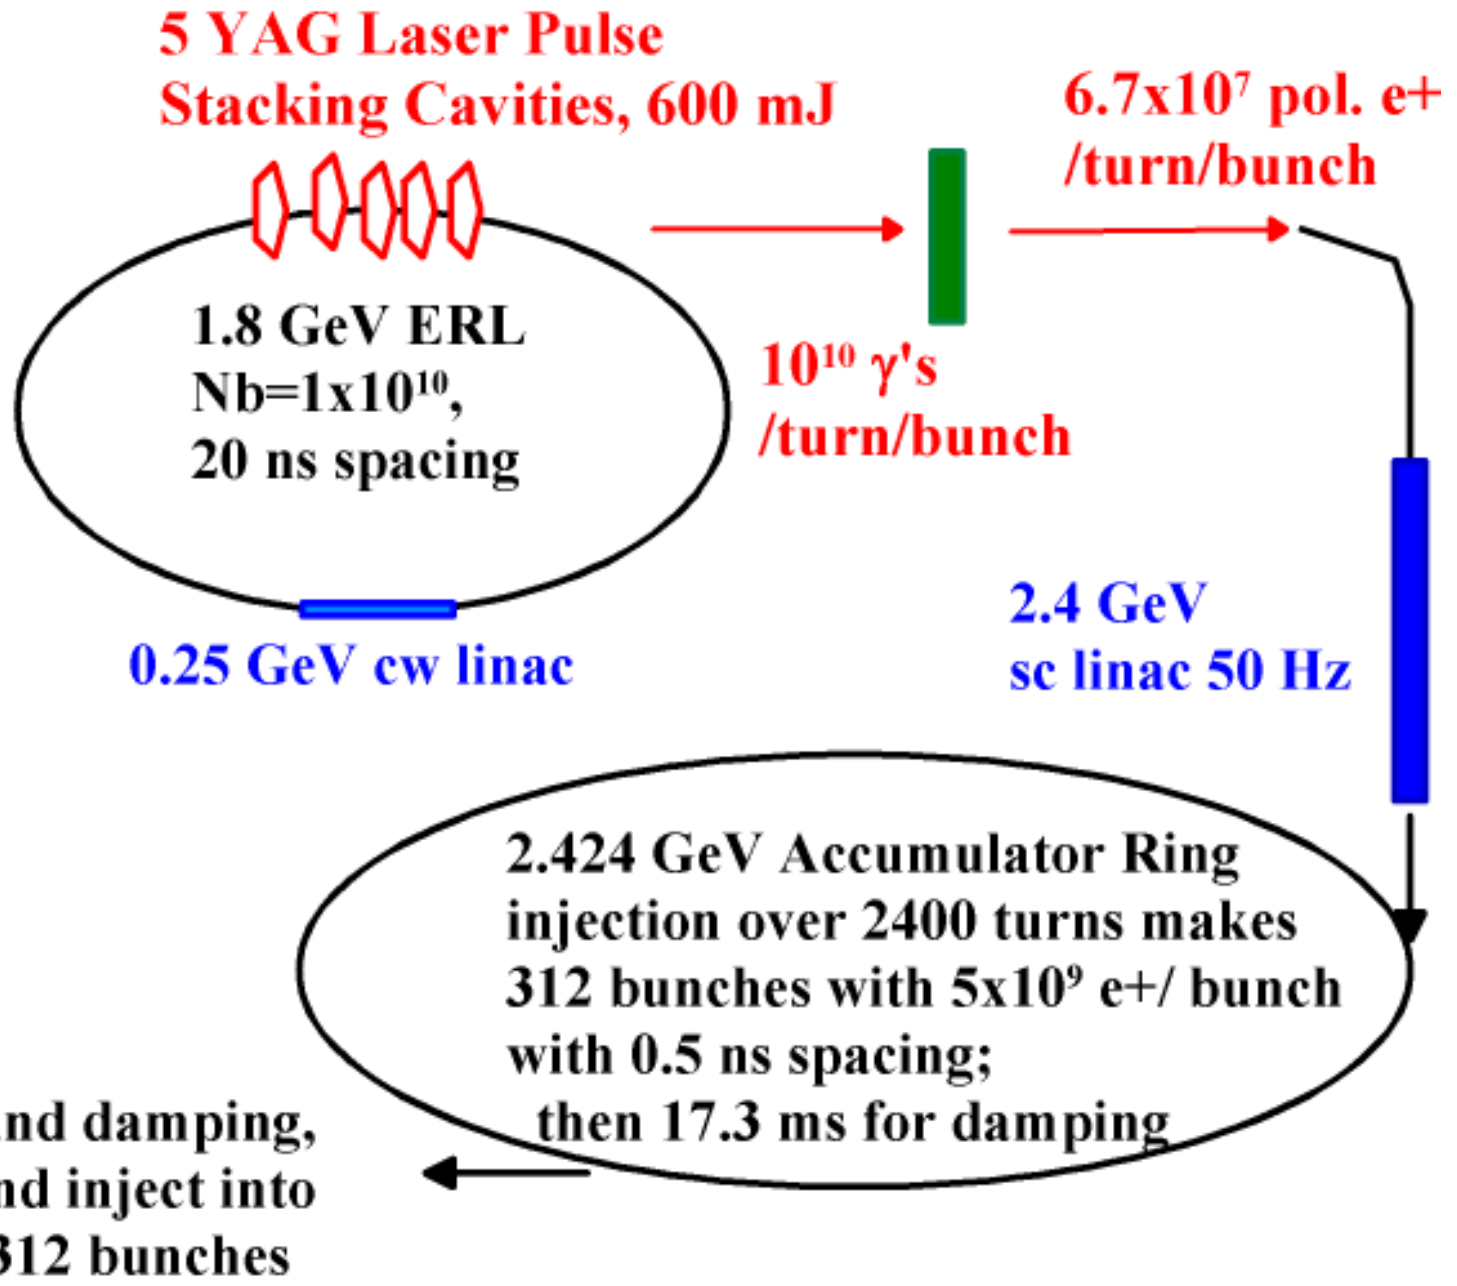 5 YAG Laser Pulse
Stacking Cavities, 600 mJ
6.7x10⁷ pol. e+
/turn/bunch
1.8 GeV ERL
Nb=1x10¹⁰,
20 ns spacing
10¹⁰ γ's
/turn/bunch
0.25 GeV cw linac
2.4 GeV
sc linac 50 Hz
2.424 GeV Accumulator Ring
injection over 2400 turns makes
312 bunches with 5x10⁹ e+/ bunch
with 0.5 ns spacing;
then 17.3 ms for damping
damping,
inject into
312 bunches